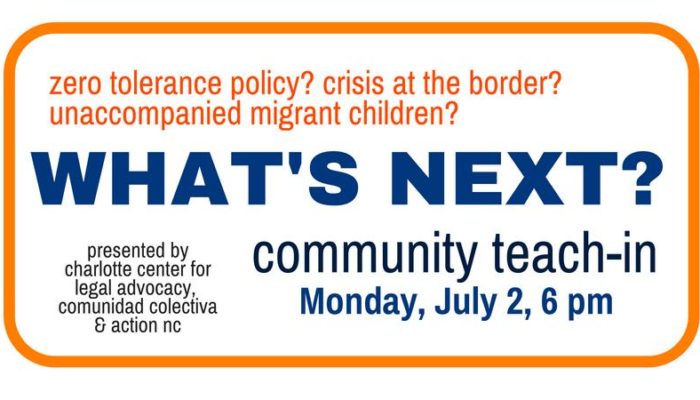 zero tolerance policy? crisis at the border?
unaccompanied migrant children?
WHAT'S NEXT?
presented by
charlotte center for
legal advocacy,
comunidad colectiva
& action nc
community teach-in
Monday, July 2, 6 pm